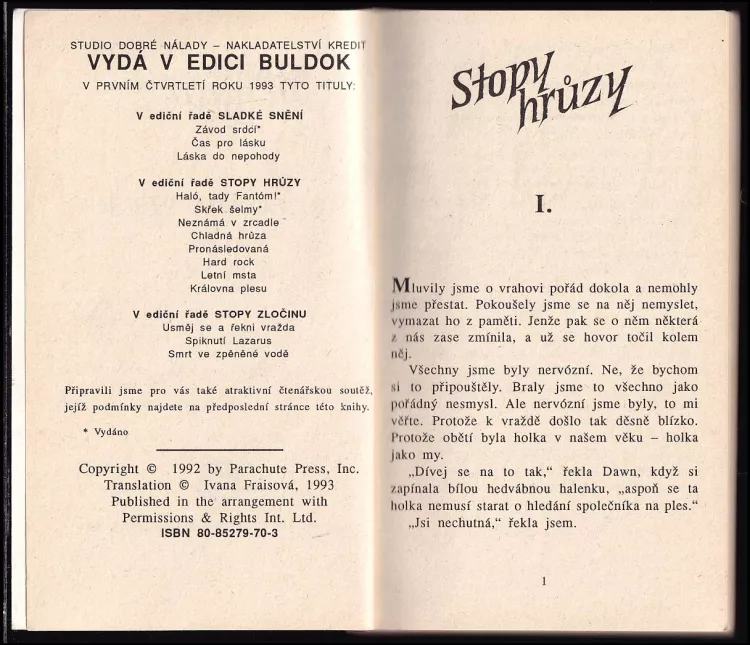 STUDIO DOBRÉ NÁLADY – NAKLADATELSTVÍ KREDIT
VYDÁ V EDICI BULDOK
V PRVNÍM ČTVRTLETÍ ROKU 1993 TYTO TITULY:
V ediční řadě SLADKÉ SNĚNÍ
Závod srdcí*
Čas pro lásku
Láska do nepohody
V ediční řadě STOPY HRŮZY
Haló, tady Fantóm!*
Skřek šelmy*
Neznámá v zrcadle
Chladná hrůza
Pronásledovaná
Hard rock
Letní msta
Královna plesu
V ediční řadě STOPY ZLOČINU
Usměj se a řekni vražda
Spiknutí Lazarus
Smrt ve zpěněné vodě
Připravili jsme pro vás také atraktivní čtenářskou soutěž,
jejíž podmínky najdete na předposlední stránce této knihy.
* Vydáno
Copyright © 1992 by Parachute Press, Inc.
Translation © Ivana Fraisová, 1993
Published in the arrangement with
Permissions & Rights Int. Ltd.
ISBN 80-85279-70-3
Stopy
hrůzy
I.
Mluvily jsme o vrahovi pořád dokola a nemohly
jsme přestat. Pokoušely jsme se na něj nemyslet,
vymazat ho z paměti. Jenže pak se o něm některá
z nás zase zmínila, a už se hovor točil kolem
něj.
Všechny jsme byly nervózní. Ne, že bychom
si to připouštěly. Braly jsme to všechno jako
pořádný nesmysl. Ale nervózní jsme byly, to mi
věřte. Protože k vraždě došlo tak děsně blízko.
Protože obětí byla holka v našem věku – holka
jako my.
„Dívej se na to tak,“ řekla Dawn, když si
zapínala bílou hedvábnou halenku, „aspoň se ta
holka nemusí starat o hledání společníka na ples.“
„Jsi nechutná,“ řekla jsem.
1